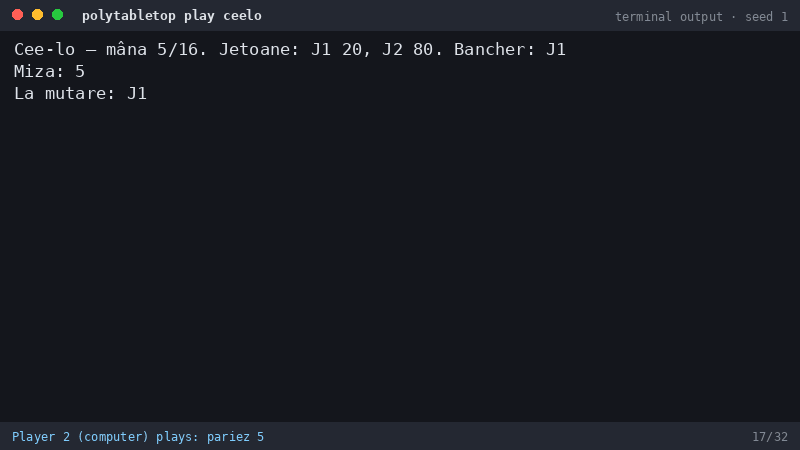 polytabletop play ceelo
terminal output · seed 1
Cee-lo — mâna 5/16. Jetoane: J1 20, J2 80. Bancher: J1
Miza: 5
La mutare: J1
Player 2 (computer) plays: pariez 5
17/32